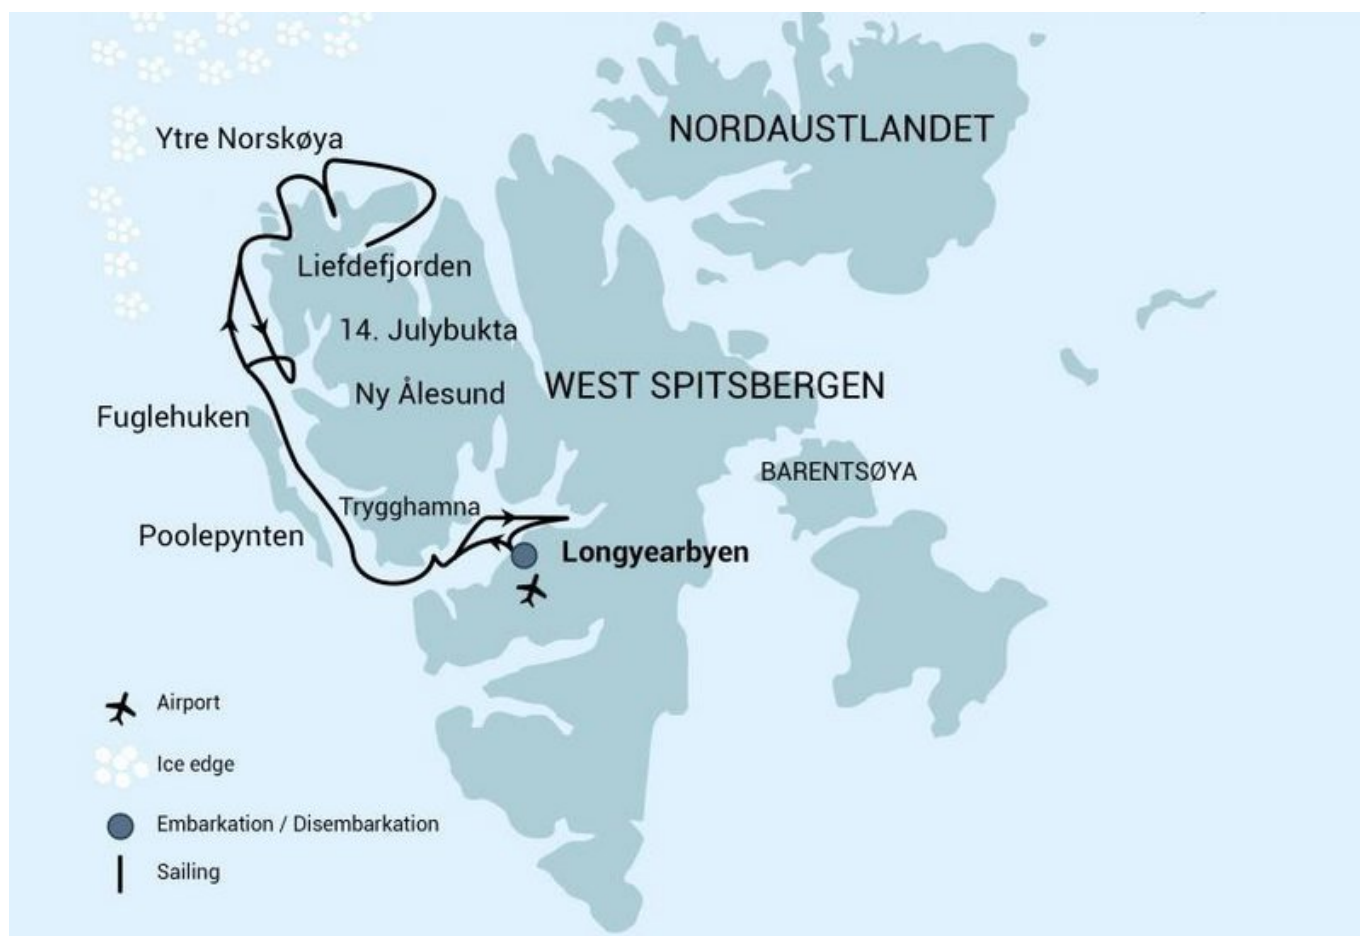 NORDAUSTLANDET
Ytre Norskøya
Liefdefjorden
14. Julybukta
WEST SPITSBERGEN
Ny Ålesund
Fuglehuken
BARENTSØYA
Trygghamna
Poolepynten
Longyearbyen
Airport
Ice edge
Embarkation / Disembarkation
Sailing